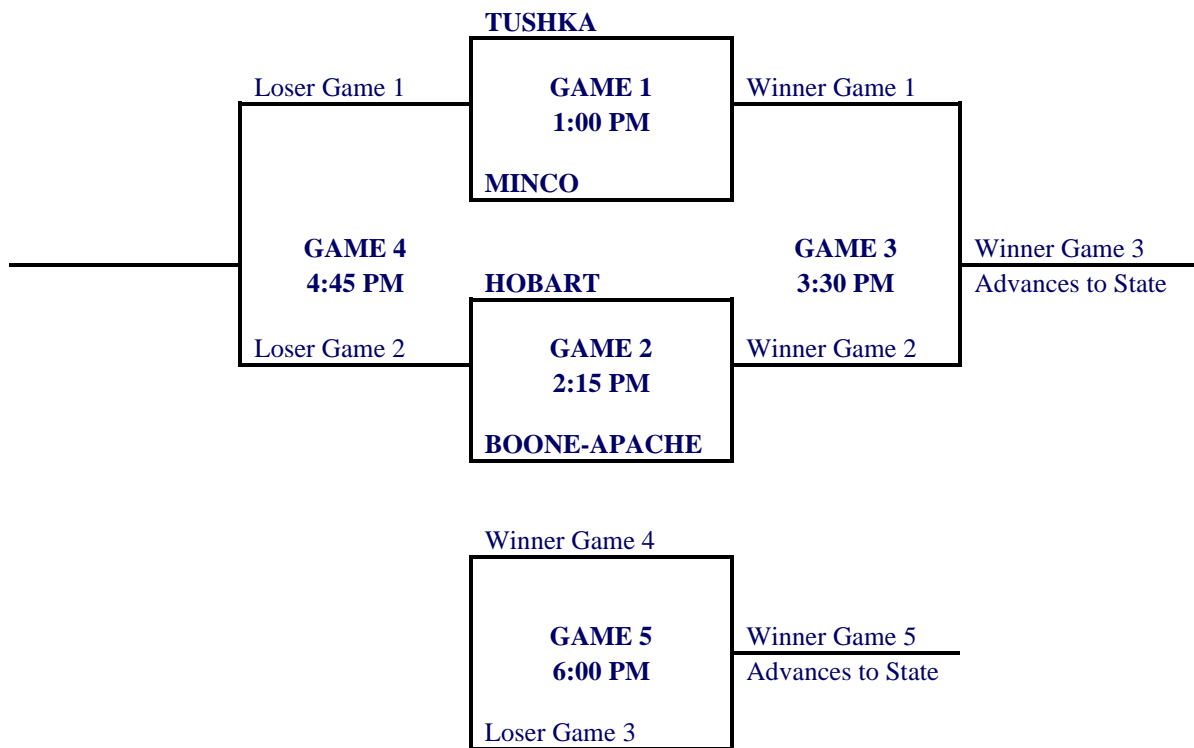 TUSHKA
Loser Game 1
GAME 1
1:00 PM
Winner Game 1
MINCO
GAME 4
4:45 PM
HOBART
GAME 3
3:30 PM
Winner Game 3
Advances to State
Loser Game 2
GAME 2
2:15 PM
Winner Game 2
BOONE-APACHE
Winner Game 4
GAME 5
6:00 PM
Winner Game 5
Advances to State
Loser Game 3